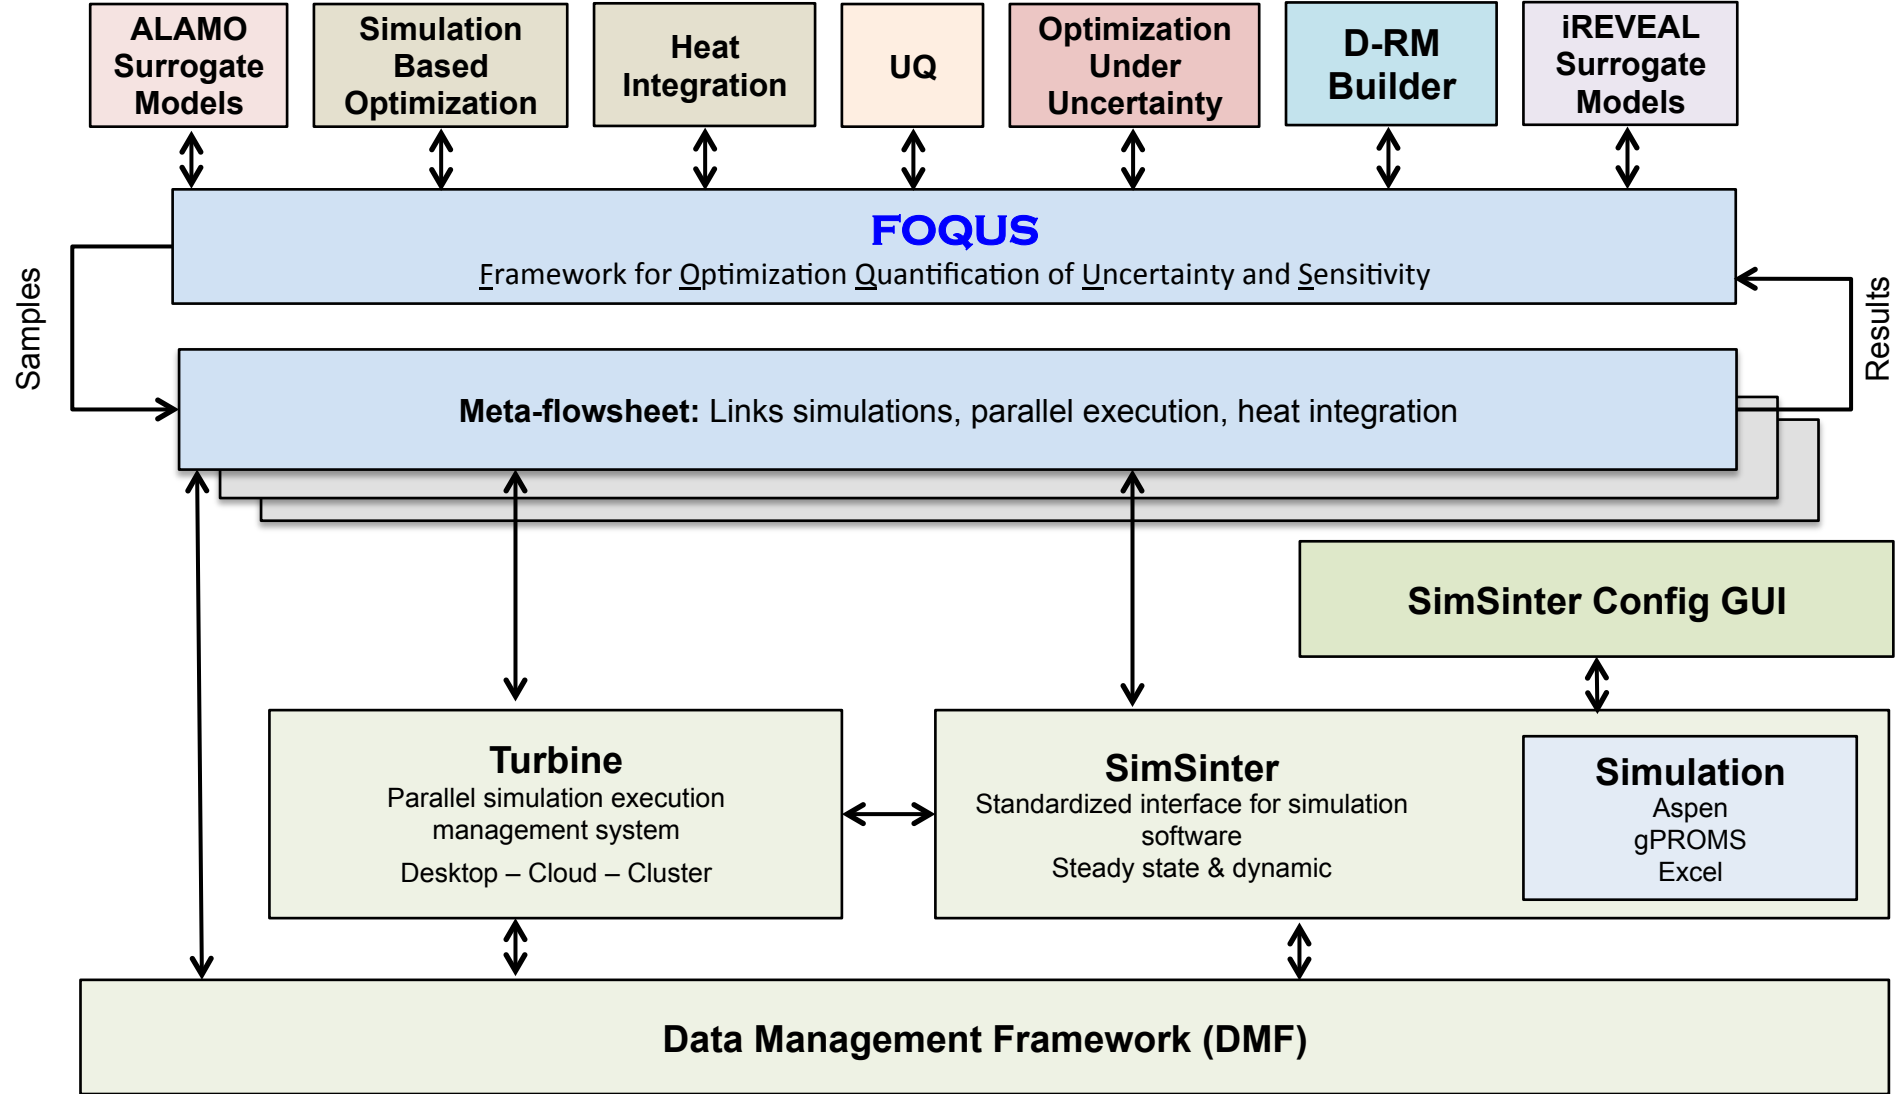 ALAMO
Surrogate
Models
Simulation
Based
Optimization
Heat
Integration
UQ
Optimization
Under
Uncertainty
D-RM
Builder
iREVEAL
Surrogate
Models
FOQUS
Framework for Optimization Quantification of Uncertainty and Sensitivity
Samples
Results
Meta-flowsheet: Links simulations, parallel execution, heat integration
SimSinter Config GUI
Turbine
Parallel simulation execution
management system
Desktop – Cloud – Cluster
SimSinter
Standardized interface for simulation
software
Steady state & dynamic
Simulation
Aspen
gPROMS
Excel
Data Management Framework (DMF)